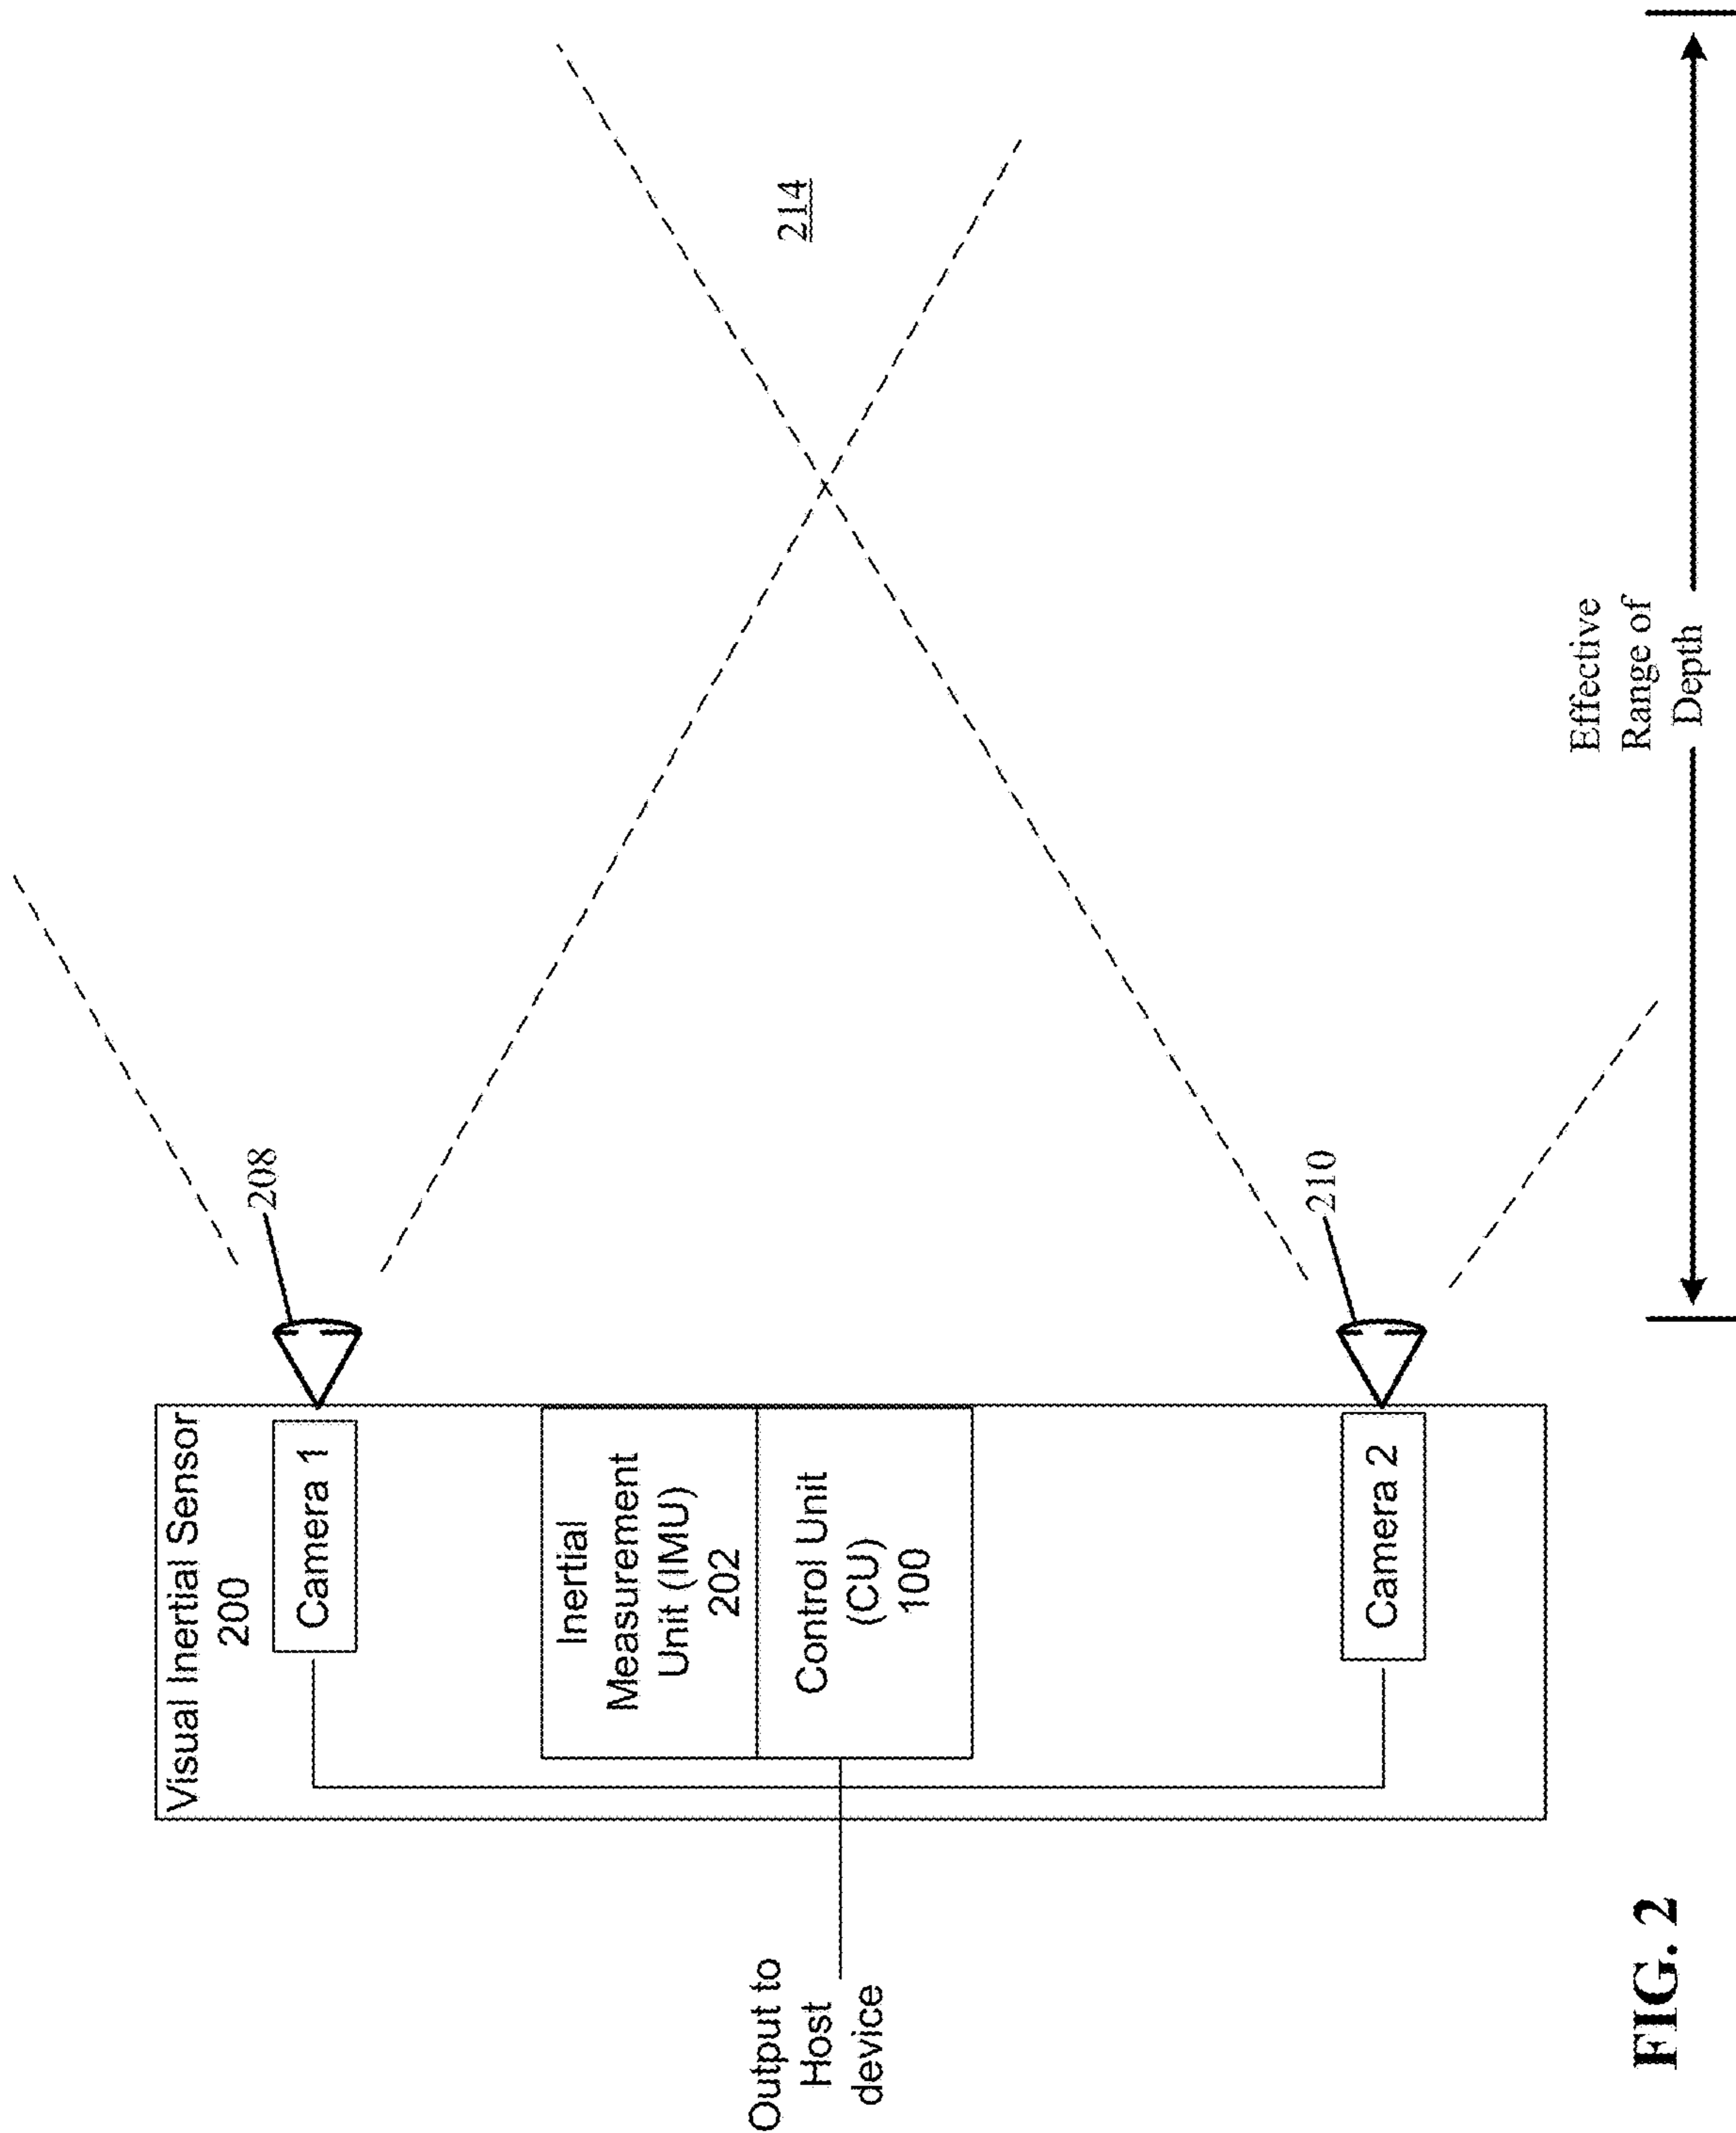 Visual Inertial Sensor
200
Camera 1
208
Inertial
Measurement
Unit (IMU)
202
Control Unit
(CU)
100
Camera 2
210
214
Output to
Host
device
Effective
Range of
Depth
FIG. 2